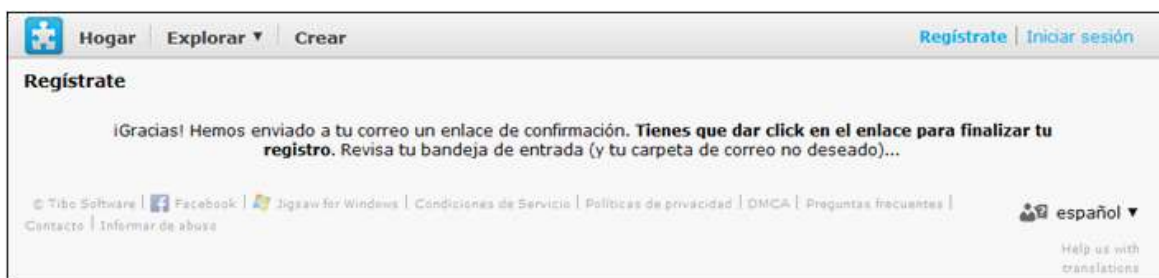 Hogar Explorar ▼ Crear Regístrate | Iniciar sesión
Regístrate
¡Gracias! Hemos enviado a tu correo un enlace de confirmación. Tienes que dar click en el enlace para finalizar tu
registro. Revisa tu bandeja de entrada (y tu carpeta de correo no deseado)...
© Tibo Software | Facebook | Jigsaw for Windows | Condiciones de Servicio | Políticas de privacidad | DMCA | Preguntas frecuentes |
Contacto | Informar de abuso
español ▼
Help us with
translations